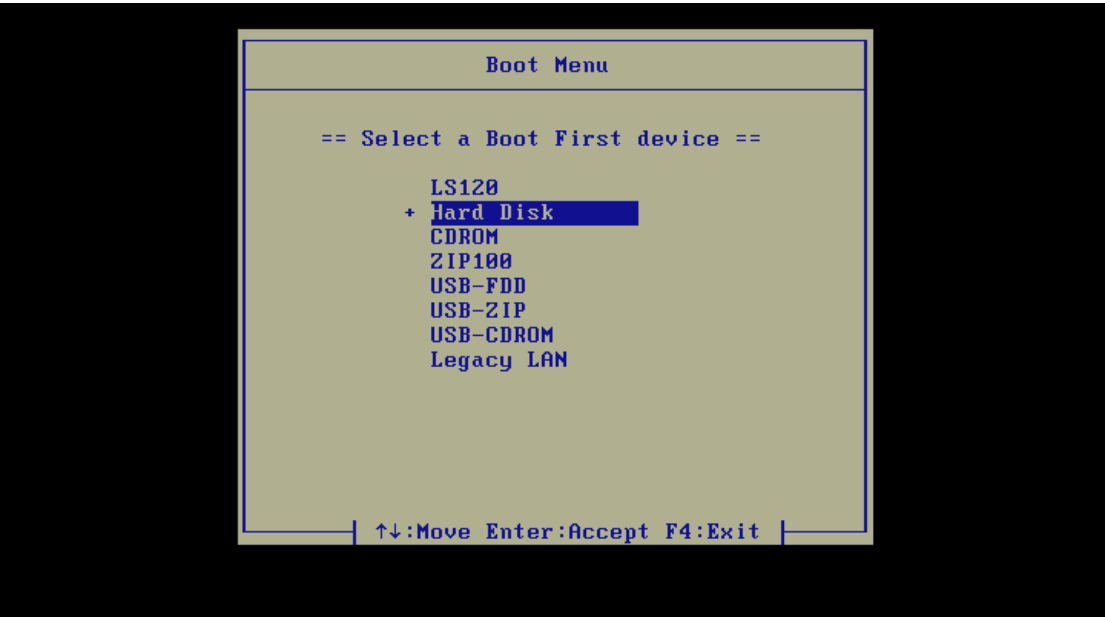 Boot Menu
== Select a Boot First device ==
LS120
+ Hard Disk
CDROM
ZIP100
USB-FDD
USB-ZIP
USB-CDROM
Legacy LAN
↑↓:Move Enter:Accept F4:Exit